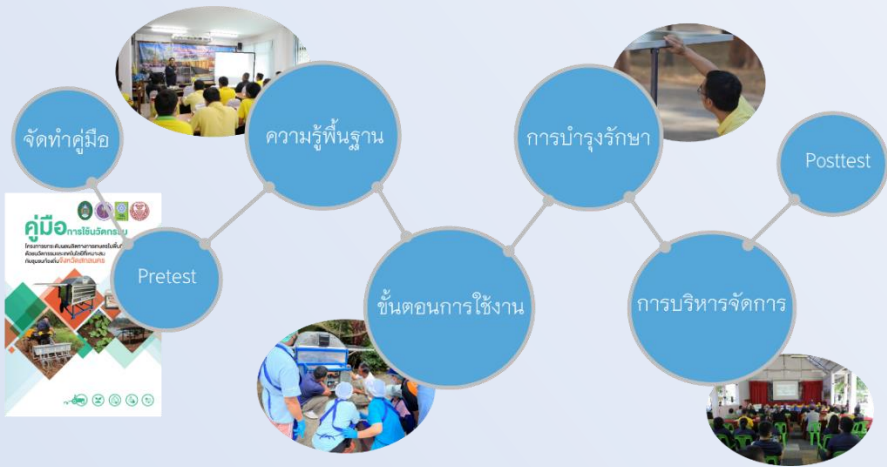 จัดทำคู่มือ
Pretest
ความรู้พื้นฐาน
ขั้นตอนการใช้งาน
การบำรุงรักษา
การบริหารจัดการ
Posttest
คู่มือการใช้นวัตกรรม